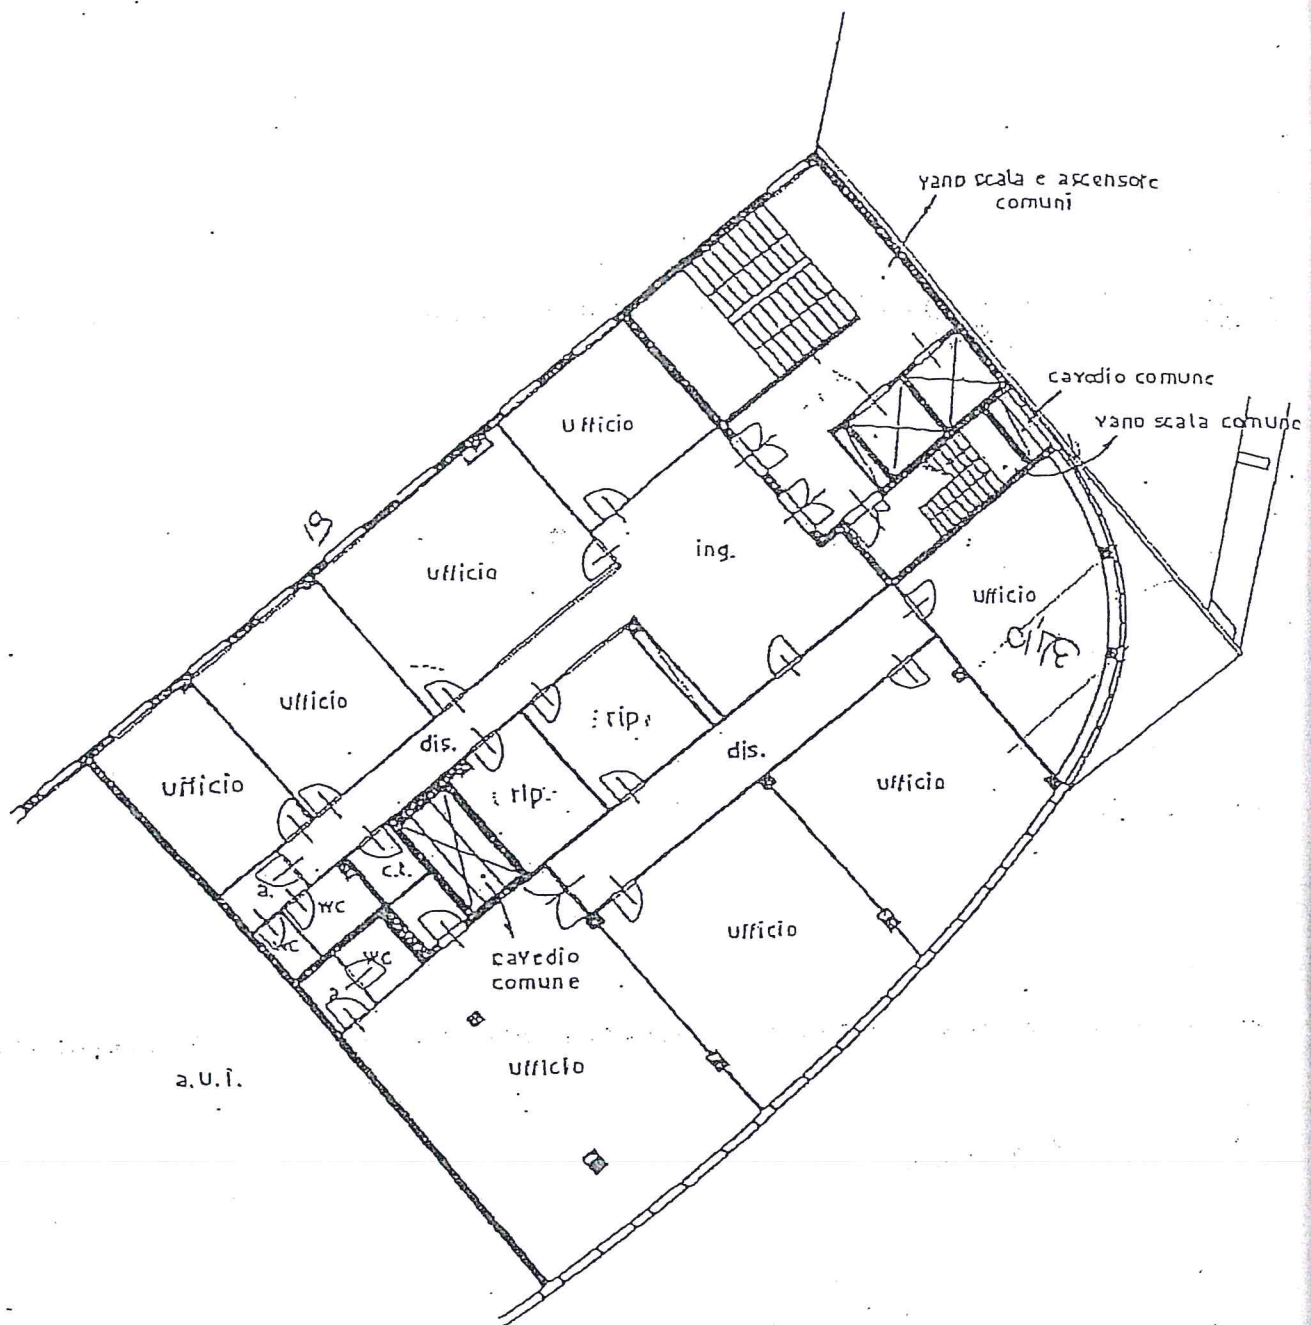 vano scala e ascensore
comuni
cavedio comune
vano scala comune
ufficio
ing.
ufficio
ufficio
ufficio
rip.
dis.
dis.
ufficio
ufficio
rip.
c.t.
a.
wc
wc
wc
a
ufficio
cavedio
comune
ufficio
a.u.i.